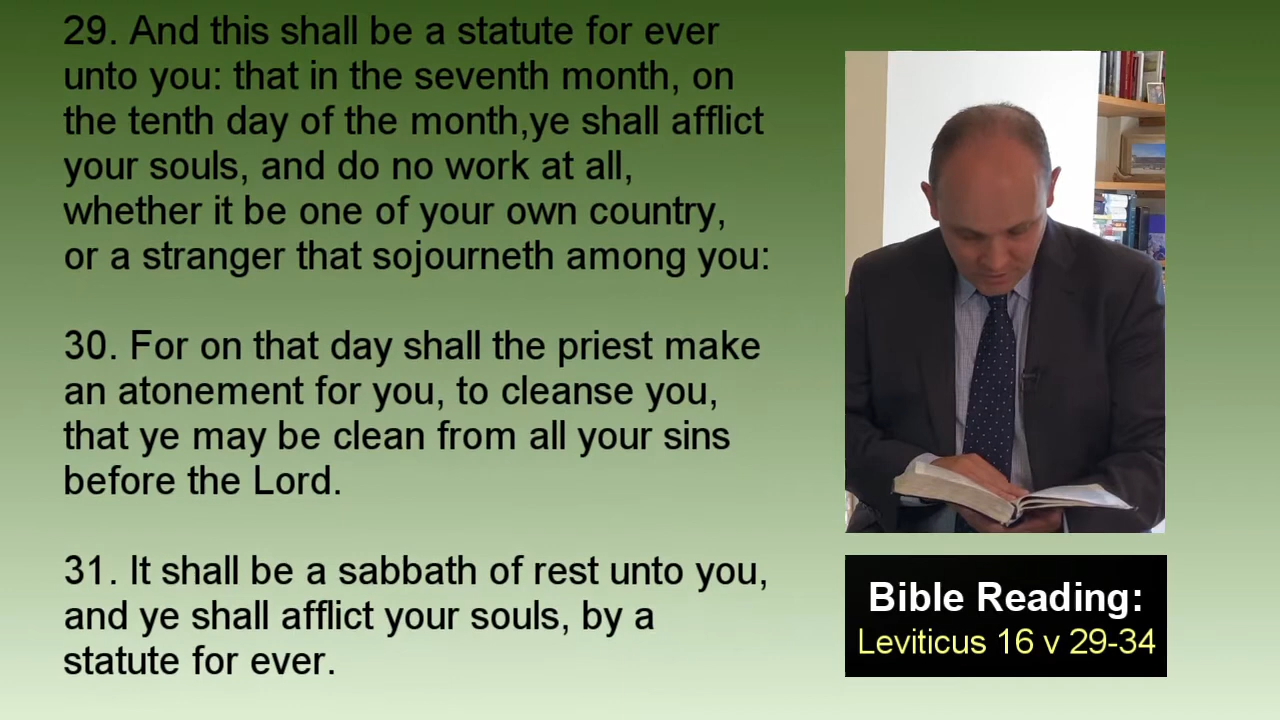 29. And this shall be a statute for ever
unto you: that in the seventh month, on
the tenth day of the month,ye shall afflict
your souls, and do no work at all,
whether it be one of your own country,
or a stranger that sojourneth among you:
30. For on that day shall the priest make
an atonement for you, to cleanse you,
that ye may be clean from all your sins
before the Lord.
31. It shall be a sabbath of rest unto you,
and ye shall afflict your souls, by a
statute for ever.
Bible Reading:
Leviticus 16 v 29-34